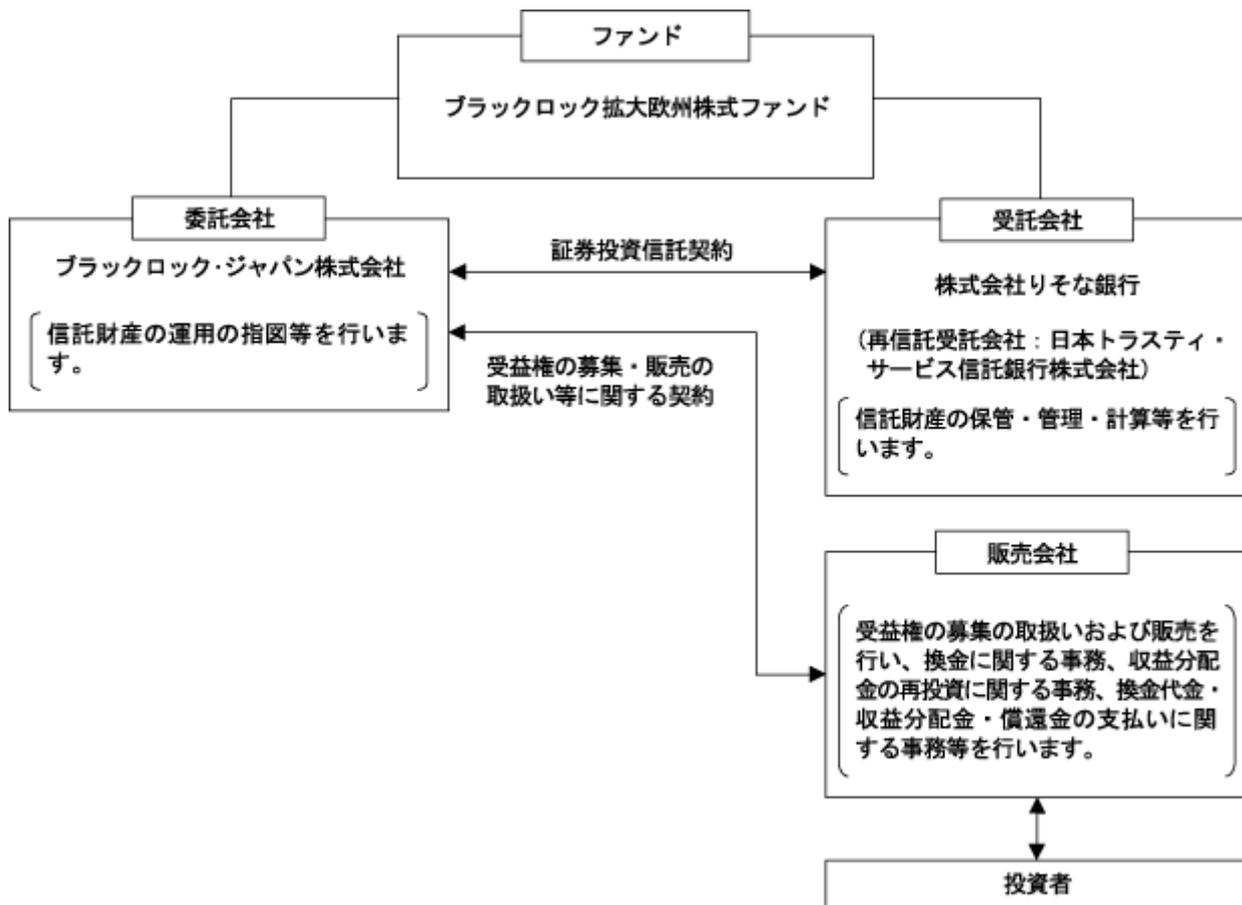 ファンド
ブラックロック拡大欧州株式ファンド
委託会社
ブラックロック・ジャパン株式会社
信託財産の運用の指図等を行いま
す。
証券投資信託契約
受益権の募集・販売の
取扱い等に関する契約
受託会社
株式会社りそな銀行
(再信託受託会社:日本トラスティ・
サービス信託銀行株式会社)
信託財産の保管・管理・計算等を行
います。
販売会社
受益権の募集の取扱いおよび販売を
行い、換金に関する事務、収益分配
金の再投資に関する事務、換金代金・
収益分配金・償還金の支払いに関
する事務等を行います。
投資者